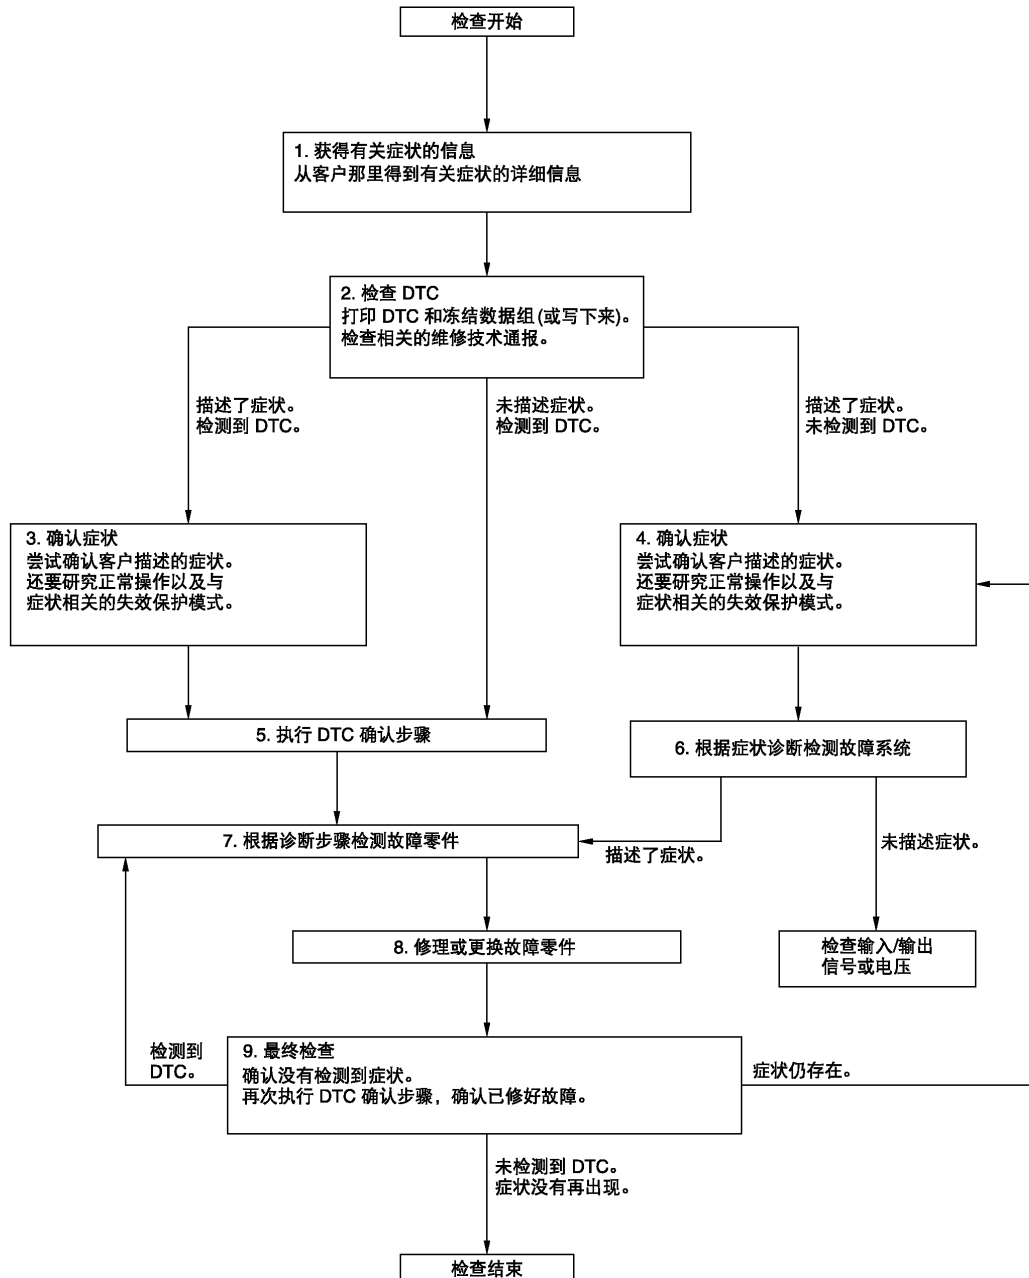 检查开始
1. 获得有关症状的信息
从客户那里得到有关症状的详细信息
2. 检查 DTC
打印 DTC 和冻结数据组(或写下来)。
检查相关的维修技术通报。
描述了症状。
检测到 DTC。
未描述症状。
检测到 DTC。
描述了症状。
未检测到 DTC。
3. 确认症状
尝试确认客户描述的症状。
还要研究正常操作以及与
症状相关的失效保护模式。
4. 确认症状
尝试确认客户描述的症状。
还要研究正常操作以及与
症状相关的失效保护模式。
5. 执行 DTC 确认步骤
6. 根据症状诊断检测故障系统
7. 根据诊断步骤检测故障零件
描述了症状。
未描述症状。
8. 修理或更换故障零件
检查输入/输出
信号或电压
检测到
DTC。
9. 最终检查
确认没有检测到症状。
再次执行 DTC 确认步骤，确认已修好故障。
症状仍存在。
未检测到 DTC。
症状没有再出现。
检查结束